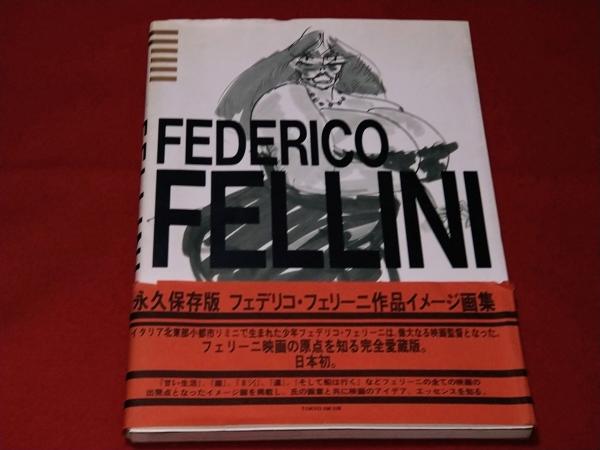 FEDERICO
FELLINI
永久保存版 フェデリコ・フェリーニ作品イメージ画集
イタリア北東部小都市リミニで生まれた少年フェデリコ・フェリーニは、偉大なる映画監督となった。
フェリーニ映画の原点を知る完全愛蔵版。
日本初。
「甘い生活」、「道」、「そして船は行く」などフェリーニの全ての映画の
出発点となったイメージ画を掲載し、氏の画業と共に映画のアイデア、エッセンスを知る。